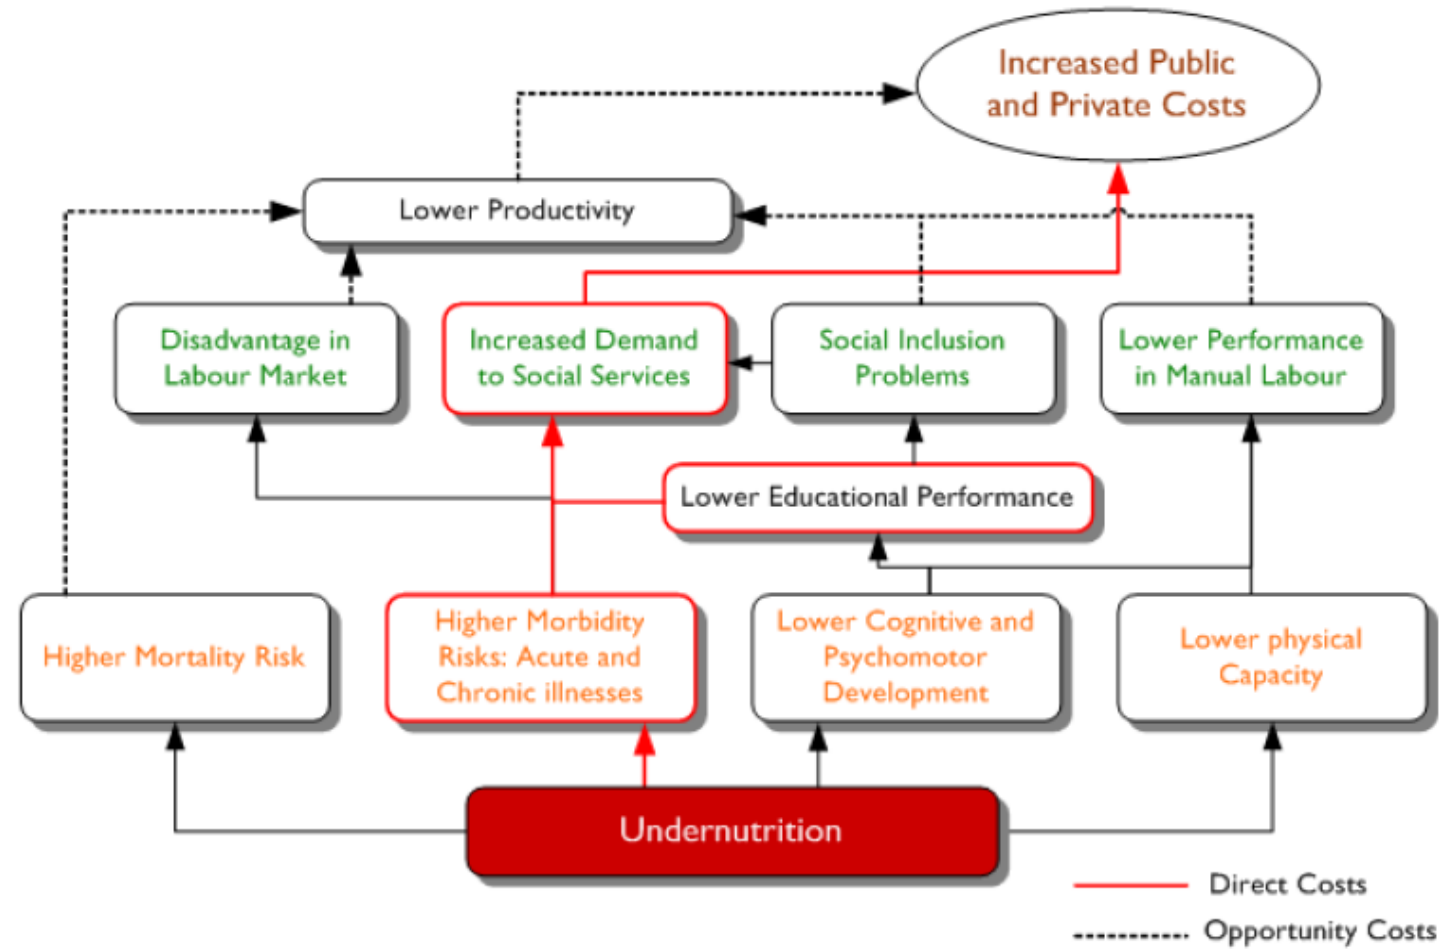 Increased Public
and Private Costs
Lower Productivity
Disadvantage in
Labour Market
Increased Demand
to Social Services
Social Inclusion
Problems
Lower Performance
in Manual Labour
Lower Educational Performance
Higher Mortality Risk
Higher Morbidity
Risks: Acute and
Chronic illnesses
Lower Cognitive and
Psychomotor
Development
Lower physical
Capacity
Undernutrition
Direct Costs
Opportunity Costs